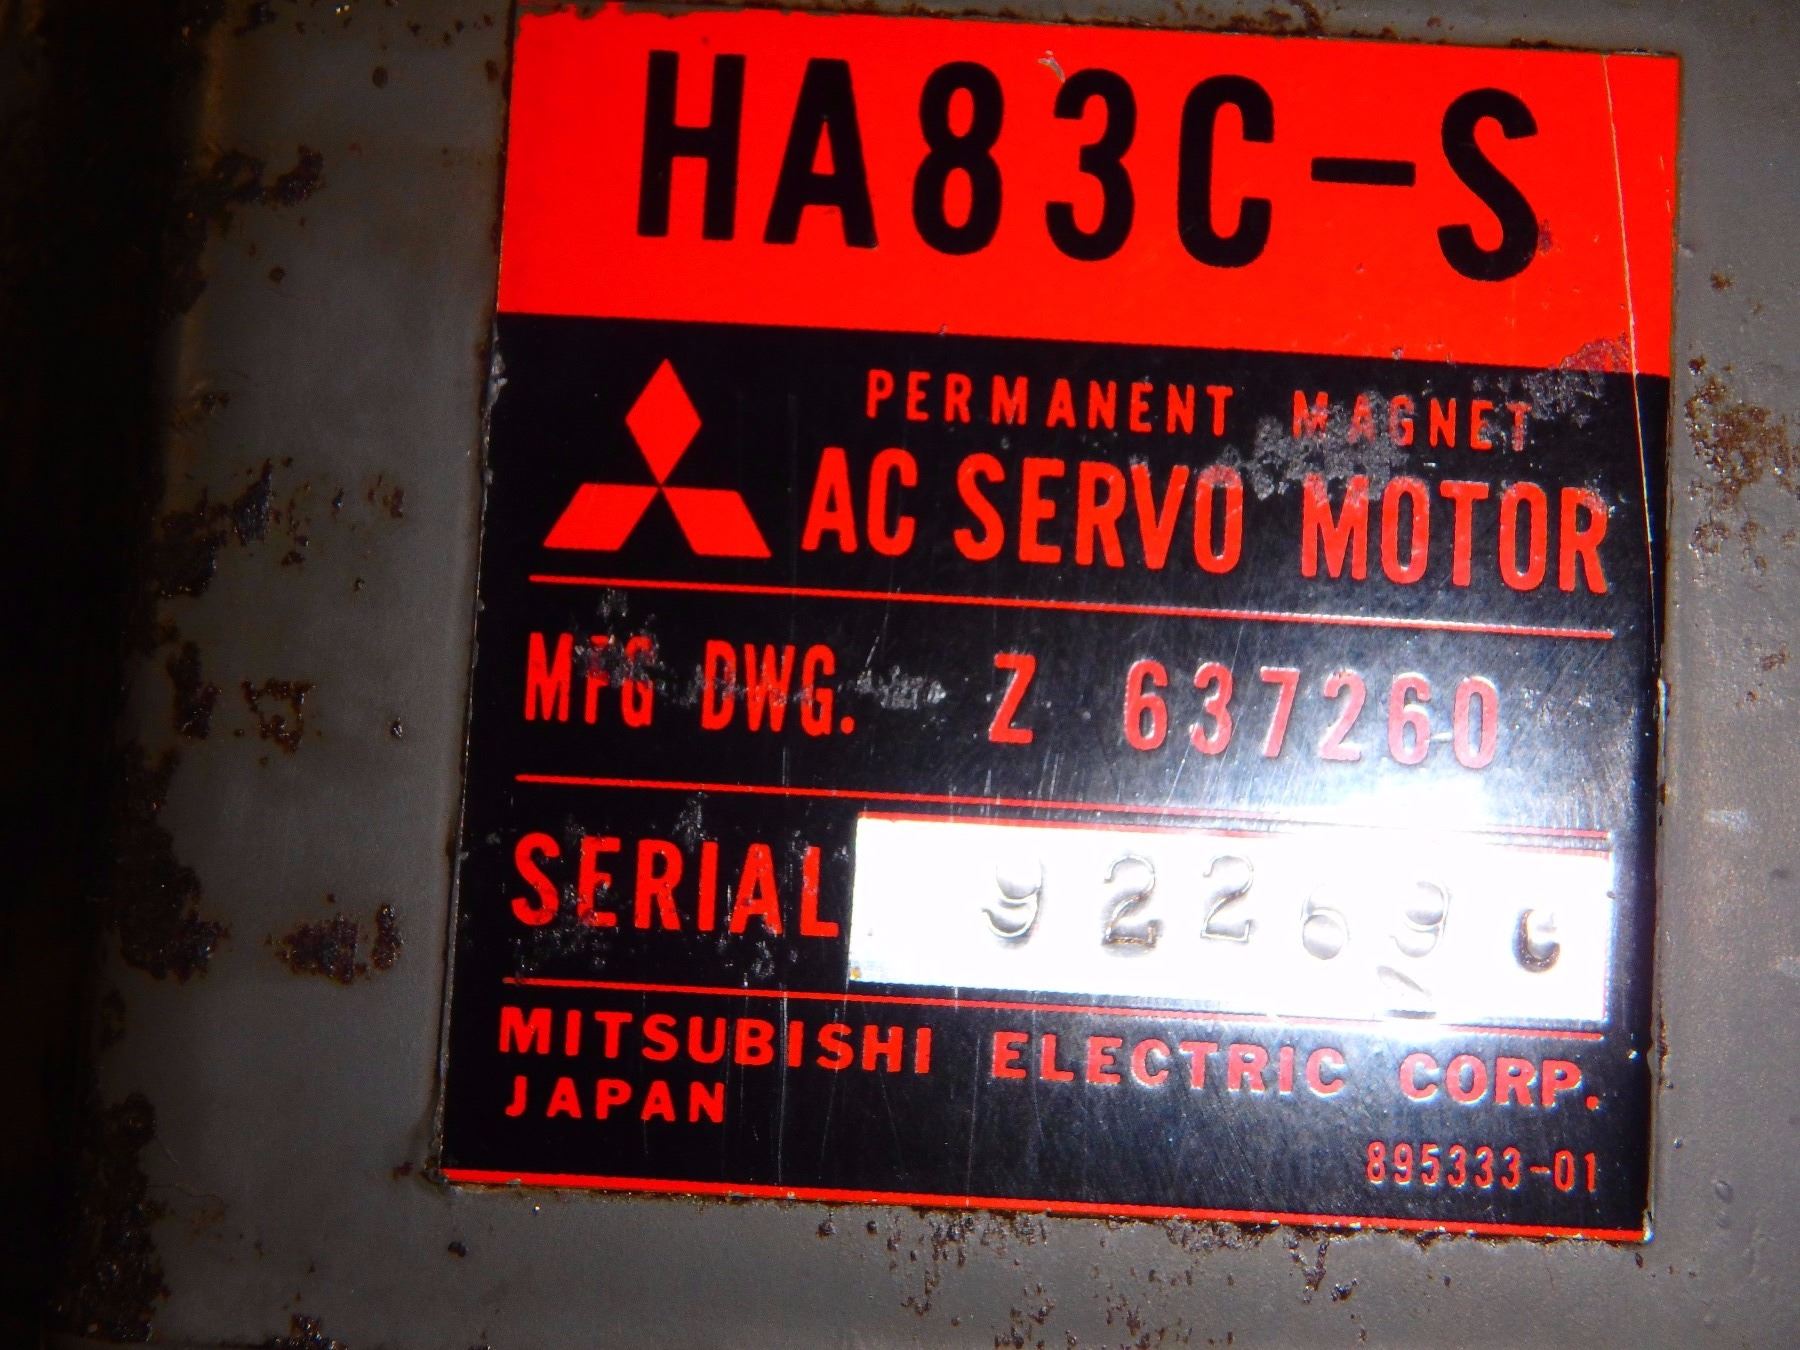 HA83C-S
PERMANENT MAGNET
AC SERVO MOTOR
MFG DWG. Z 637260
SERIAL
MITSUBISHI ELECTRIC CORP.
JAPAN
895333-01